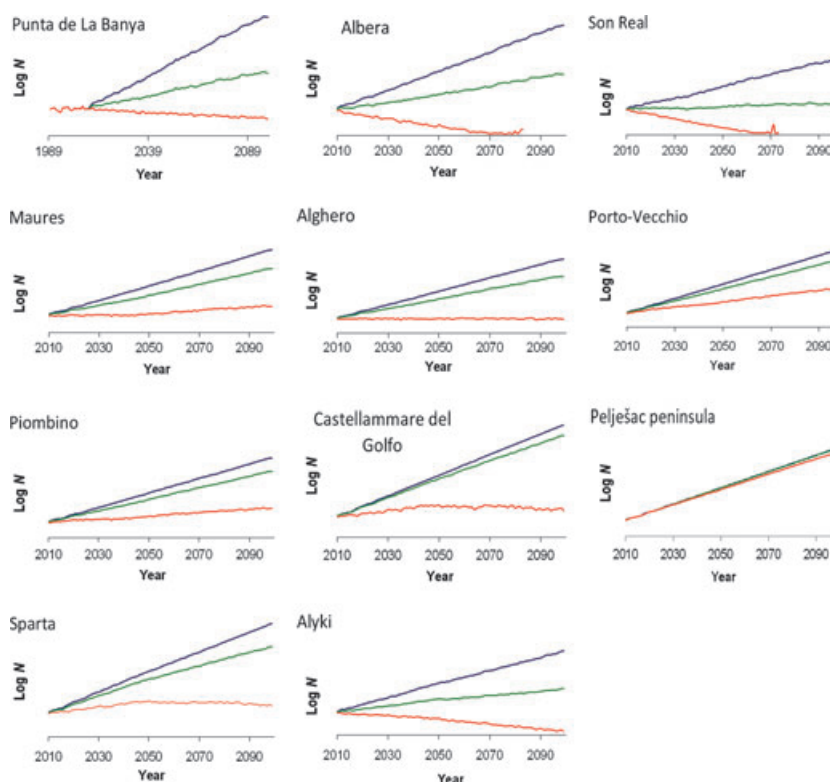 Punta de La Banya
Log N
1989 2039 2089
Year
Albera
Log N
2010 2030 2050 2070 2090
Year
Son Real
Log N
2010 2030 2050 2070 2090
Year
Maures
Log N
2010 2030 2050 2070 2090
Year
Alghero
Log N
2010 2030 2050 2070 2090
Year
Porto-Vecchio
Log N
2010 2030 2050 2070 2090
Year
Piombino
Log N
2010 2030 2050 2070 2090
Year
Castellammare del
Golfo
Log N
2010 2030 2050 2070 2090
Year
Pelješac peninsula
Log N
2010 2030 2050 2070 2090
Year
Sparta
Log N
2010 2030 2050 2070 2090
Year
Alyki
Log N
2010 2030 2050 2070 2090
Year